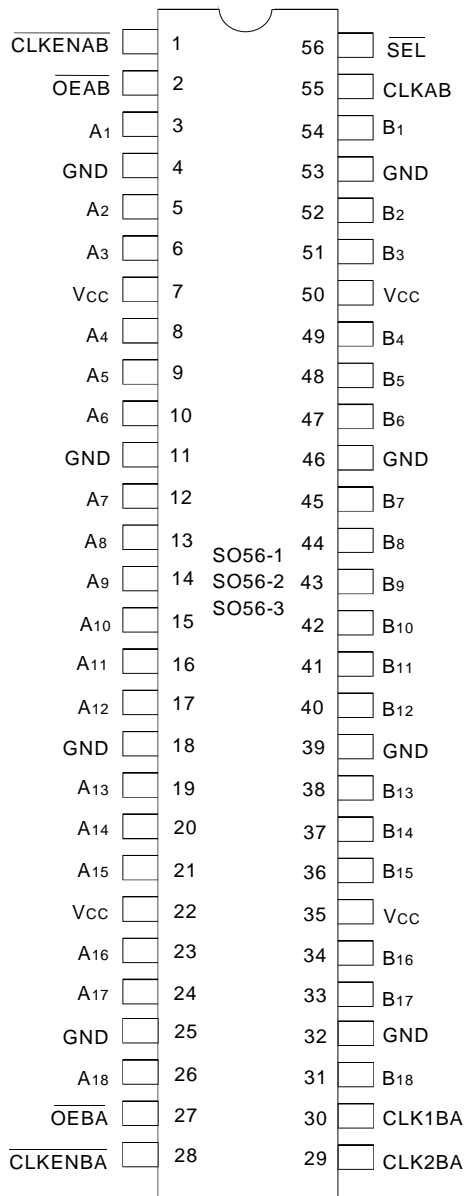 CLKENAB 1 56 SEL
OEAB 2 55 CLKAB
A1 3 54 B1
GND 4 53 GND
A2 5 52 B2
A3 6 51 B3
VCC 7 50 VCC
A4 8 49 B4
A5 9 48 B5
A6 10 47 B6
GND 11 46 GND
A7 12 45 B7
A8 13 44 B8
SO56-1
A9 14 SO56-2 43 B9
SO56-3
A10 15 42 B10
A11 16 41 B11
A12 17 40 B12
GND 18 39 GND
A13 19 38 B13
A14 20 37 B14
A15 21 36 B15
VCC 22 35 VCC
A16 23 34 B16
A17 24 33 B17
GND 25 32 GND
A18 26 31 B18
OEBA 27 30 CLK1BA
CLKENBA 28 29 CLK2BA